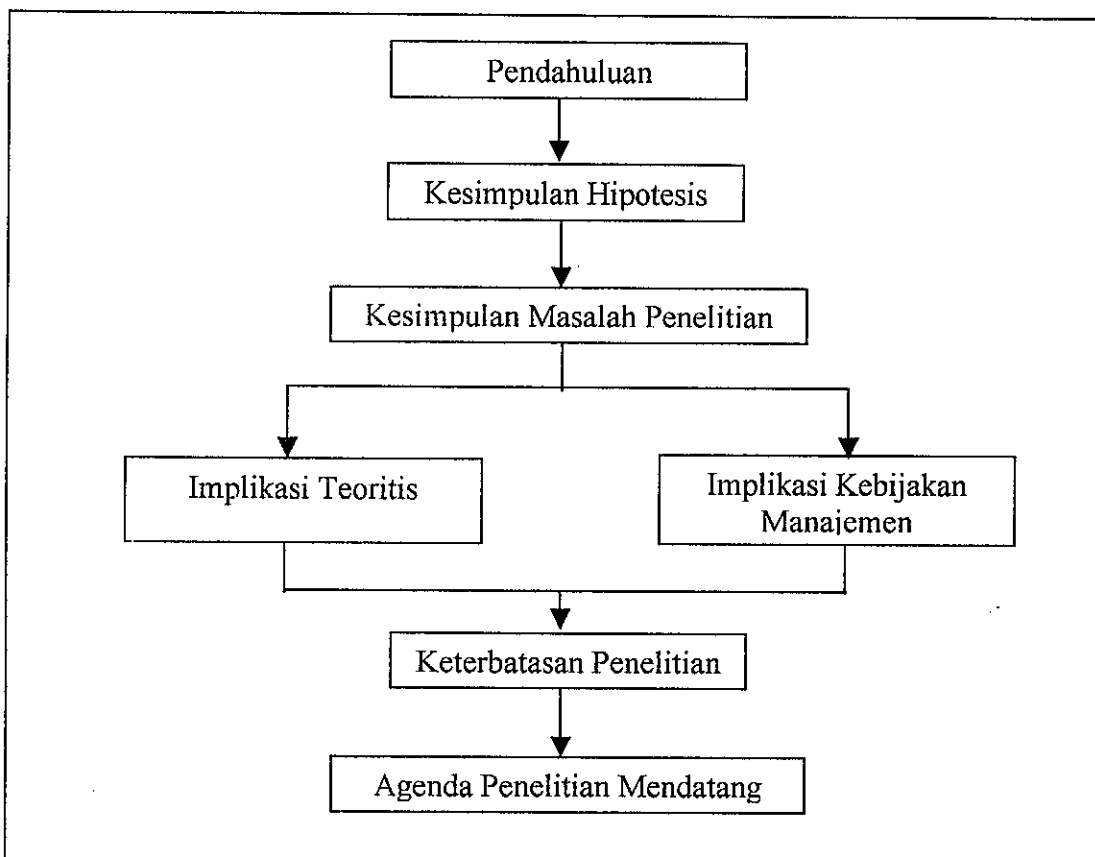 Pendahuluan
Kesimpulan Hipotesis
Kesimpulan Masalah Penelitian
Implikasi Teoritis
Implikasi Kebijakan
Manajemen
Keterbatasan Penelitian
Agenda Penelitian Mendatang